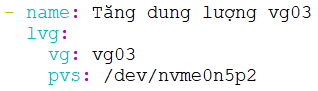 - name: Tăng dung lượng vg03
  lvg:
    vg: vg03
    pvs: /dev/nvme0n5p2